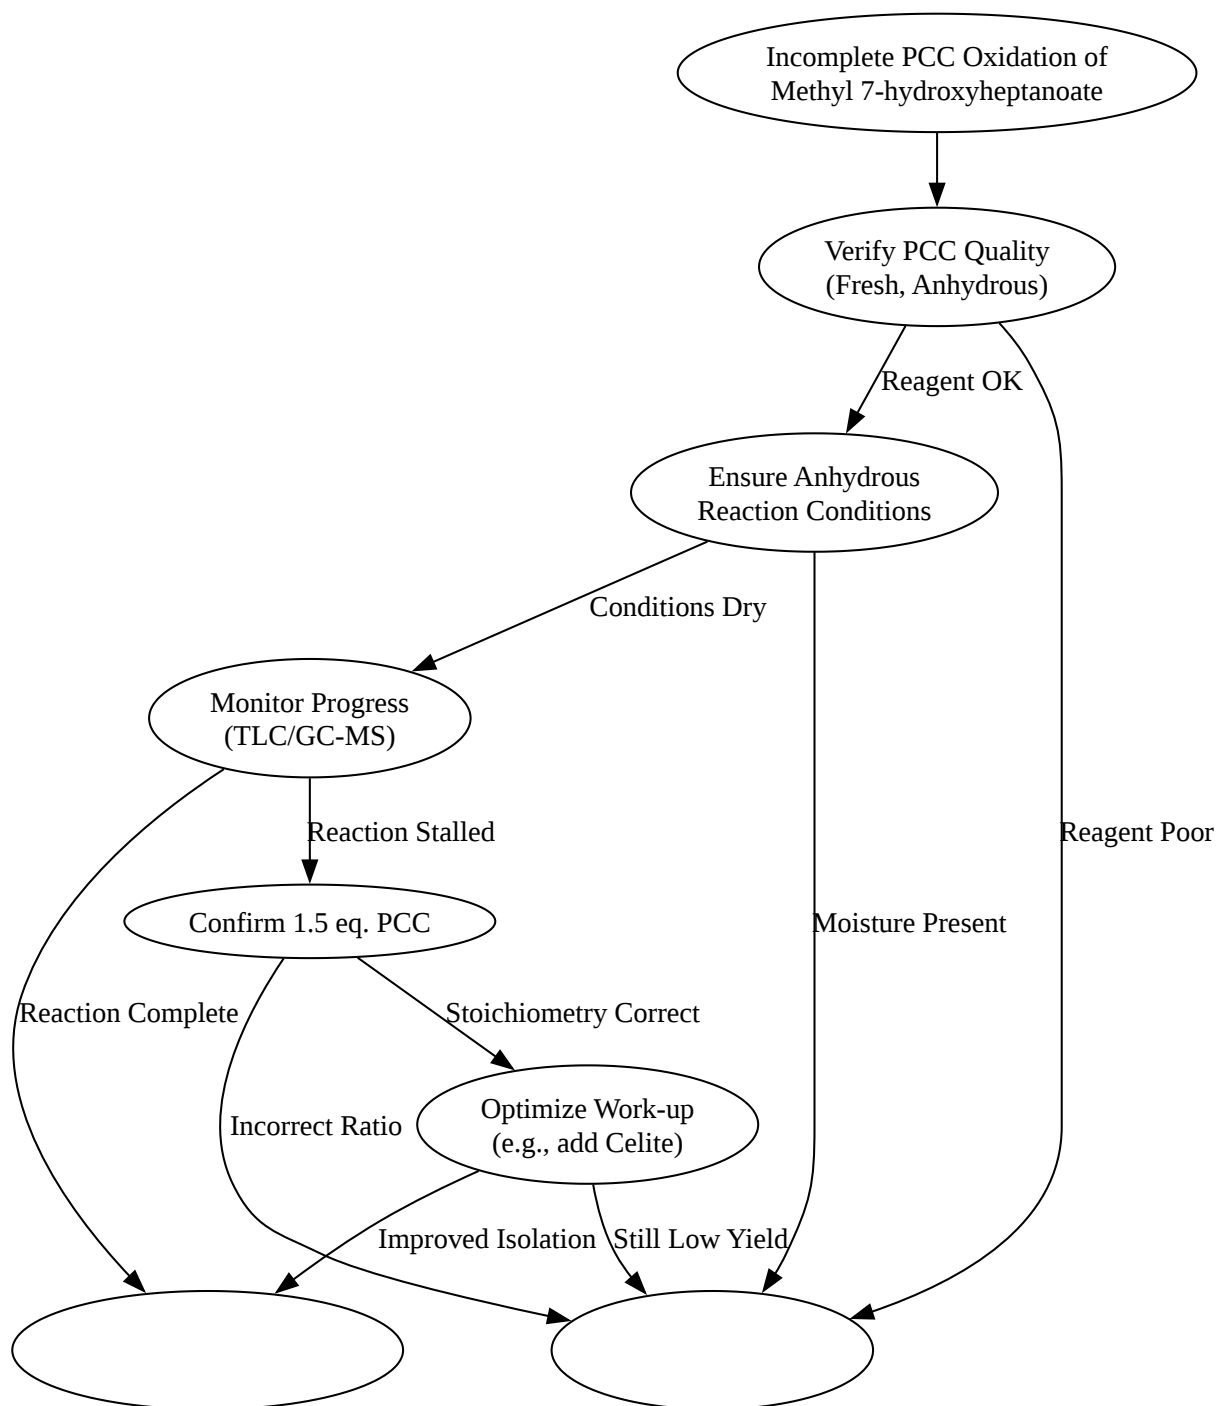 Incomplete PCC Oxidation of
Methyl 7-hydroxyheptanoate
Verify PCC Quality
(Fresh, Anhydrous)
Reagent OK
Ensure Anhydrous
Reaction Conditions
Conditions Dry
Monitor Progress
(TLC/GC-MS)
Reaction Stalled
Reagent Poor
Confirm 1.5 eq. PCC
Moisture Present
Reaction Complete
Stoichiometry Correct
Optimize Work-up
(e.g., add Celite)
Incorrect Ratio
Improved Isolation
Still Low Yield